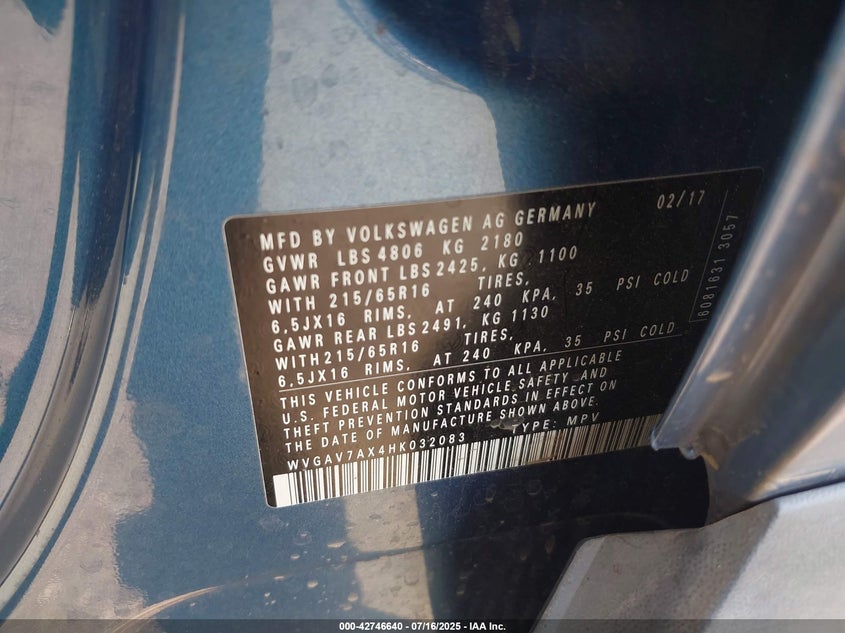 MFD BY VOLKSWAGEN AG GERMANY 02/17
GVWR LBS 4806 KG 2180
GAWR FRONT LBS 2425, KG 1100
WITH 215/65R16 TIRES,
6,5JX16 RIMS, AT 240 KPA, 35 PSI COLD
GAWR REAR LBS 2491, KG 1130
WITH 215/65R16 TIRES,
6,5JX16 RIMS, AT 240 KPA, 35 PSI COLD
THIS VEHICLE CONFORMS TO ALL APPLICABLE
U.S. FEDERAL MOTOR VEHICLE SAFETY AND
THEFT PREVENTION STANDARDS IN EFFECT ON
THE DATE OF MANUFACTURE SHOWN ABOVE.
WVGAV7AX4HK032083 TYPE: MPV
8081631 3057
000-42746640 - 07/16/2025 - IAA Inc.